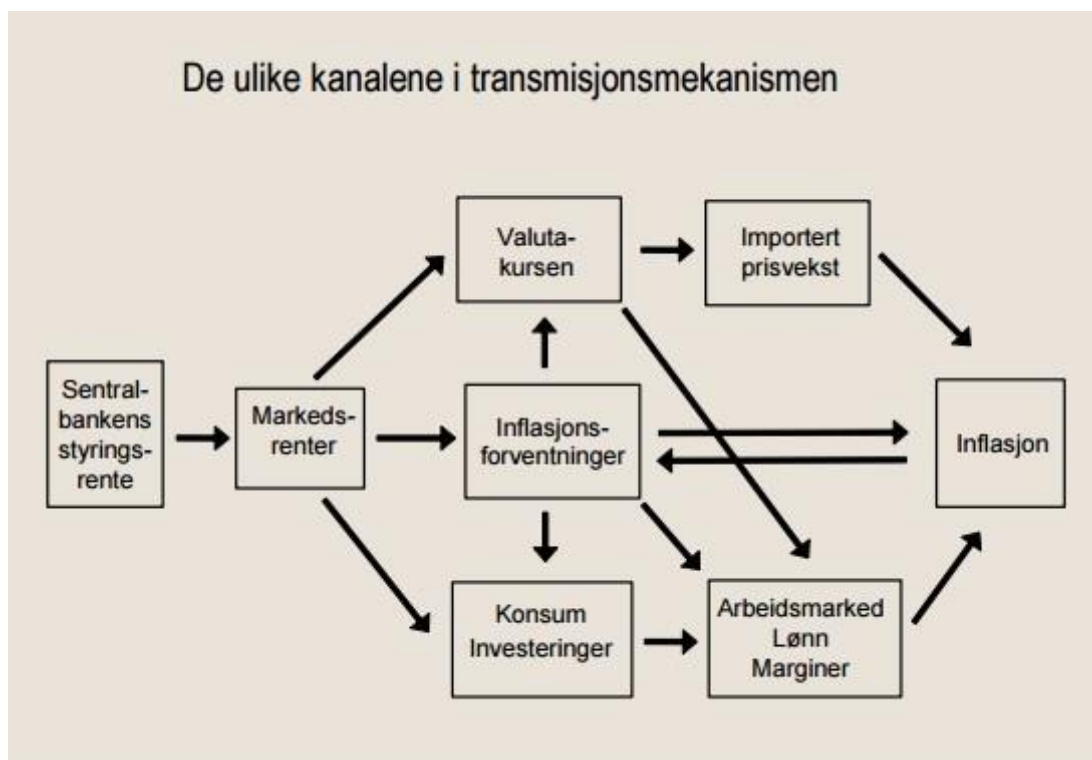 De ulike kanalene i transmisjonsmekanismen
Valuta-
kursen
Importert
prisvekst
Sentral-
bankens
styrings-
rente
Markeds-
renter
Inflasjons-
forventninger
Inflasjon
Konsum
Investeringer
Arbeidsmarked
Lønn
Marginer